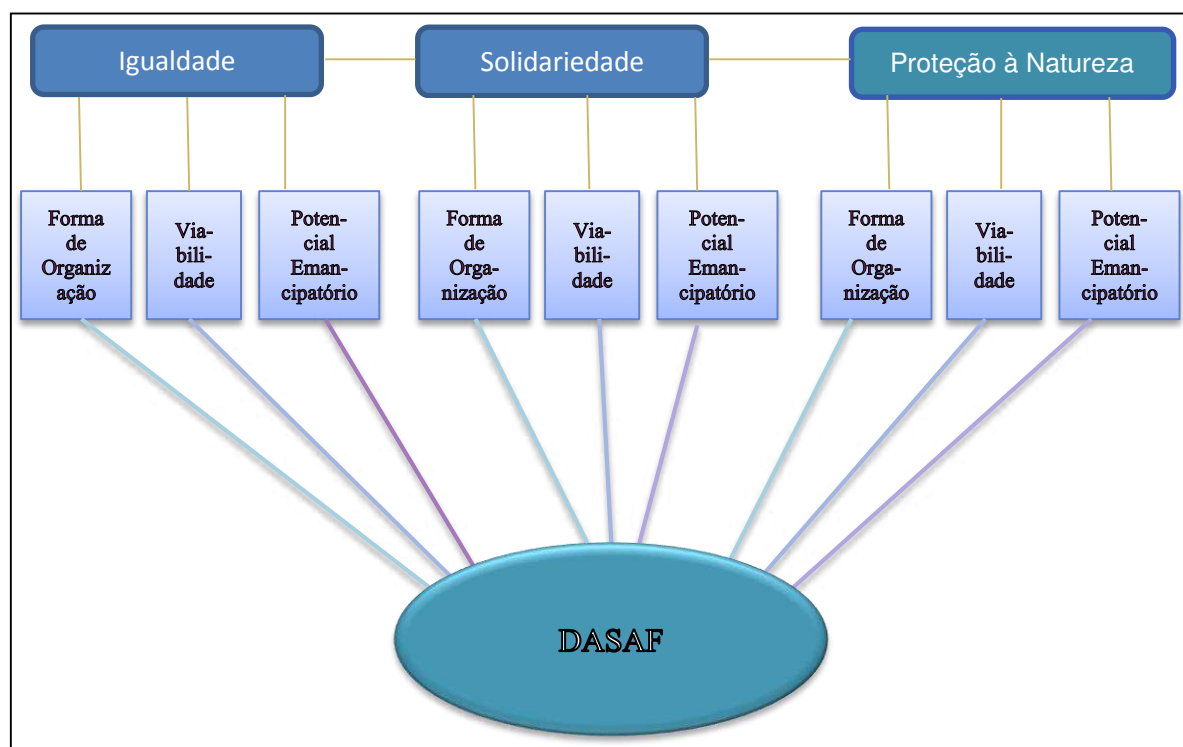 Igualdade
Solidariedade
Proteção à Natureza
Forma
de
Organiz
ação
Via-
bili-
dade
Poten-
cial
Eman-
cipatório
Forma
de
Orga-
nização
Via-
bili-
dade
Poten-
cial
Eman-
cipatório
Forma
de
Orga-
nização
Via-
bili-
dade
Poten-
cial
Eman-
cipatório
DASAF